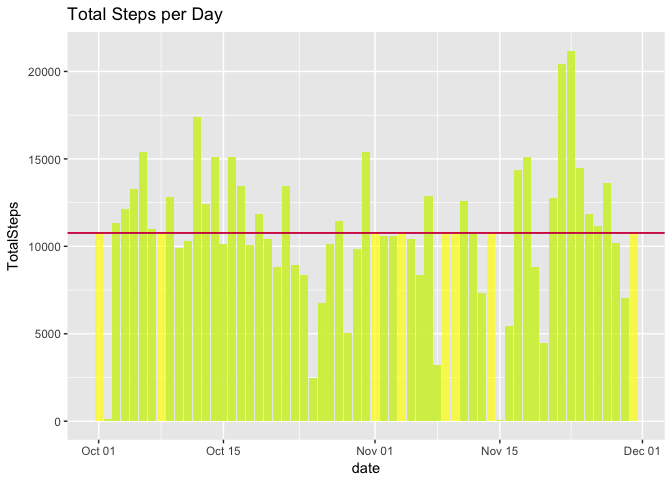 Total Steps per Day
20000
15000
10000
5000
0
TotalSteps
Oct 01 Oct 15 Nov 01 Nov 15 Dec 01
date